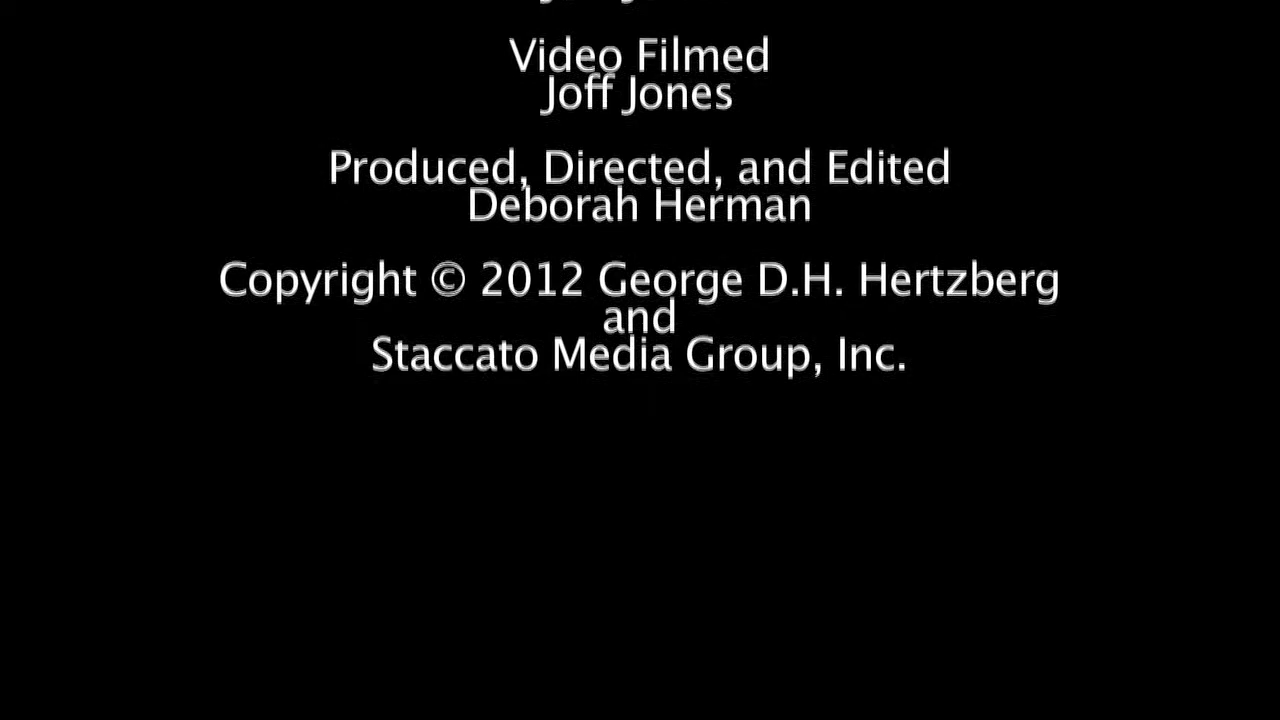 Video Filmed
Joff Jones
Produced, Directed, and Edited
Deborah Herman
Copyright © 2012 George D.H. Hertzberg
and
Staccato Media Group, Inc.